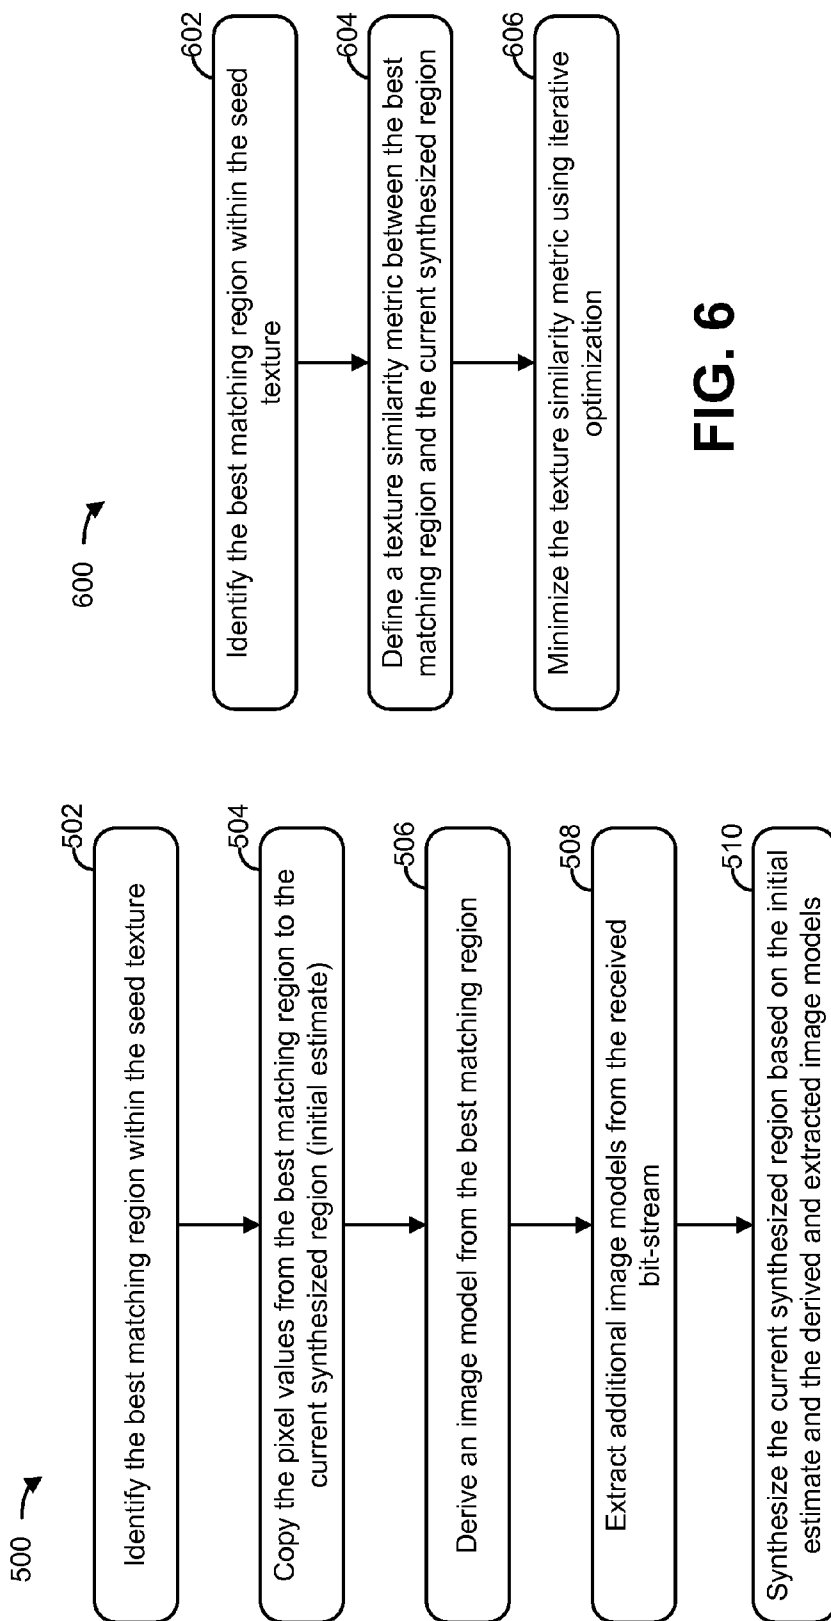 500
502
Identify the best matching region within the seed texture
504
Copy the pixel values from the best matching region to the
current synthesized region (initial estimate)
506
Derive an image model from the best matching region
508
Extract additional image models from the received
bit-stream
510
Synthesize the current synthesized region based on the initial
estimate and the derived and extracted image models
600
602
Identify the best matching region within the seed
texture
604
Define a texture similarity metric between the best
matching region and the current synthesized region
606
Minimize the texture similarity metric using iterative
optimization
FIG. 6